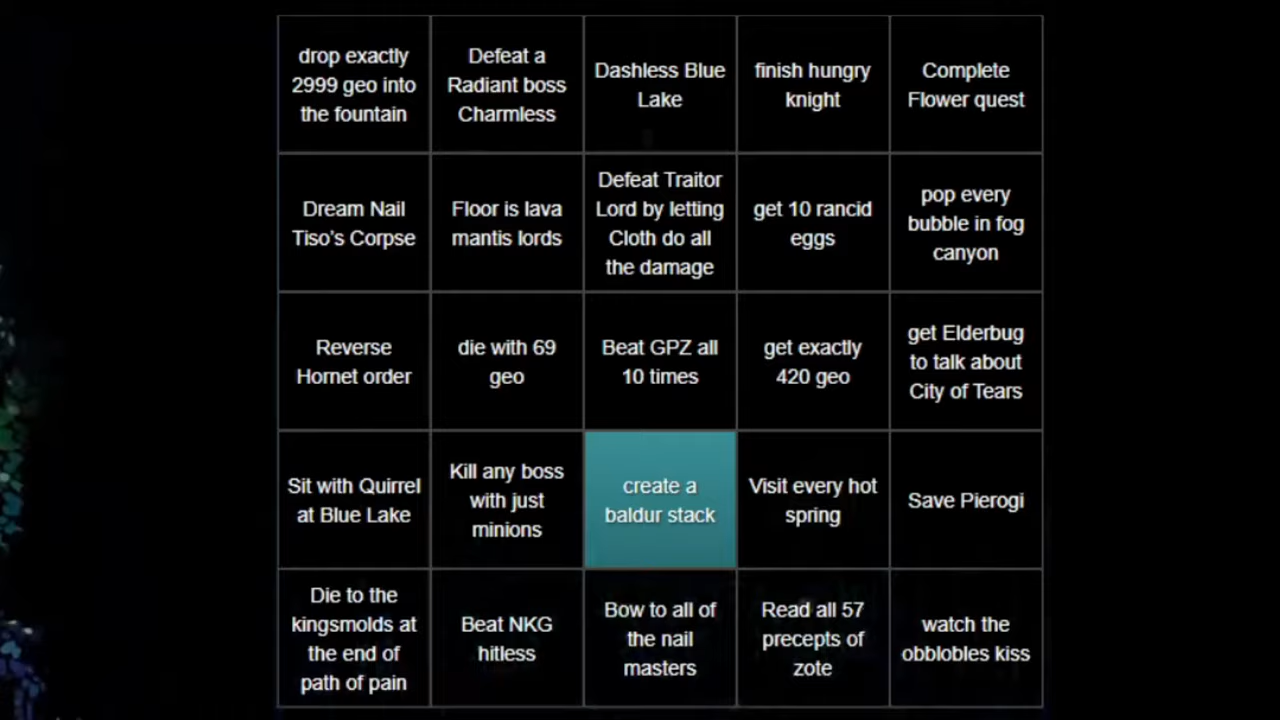 drop exactly
2999 geo into
the fountain
Defeat a
Radiant boss
Charmless
Dashless Blue
Lake
finish hungry
knight
Complete
Flower quest
Dream Nail
Tiso's Corpse
Floor is lava
mantis lords
Defeat Traitor
Lord by letting
Cloth do all
the damage
get 10 rancid
eggs
pop every
bubble in fog
canyon
Reverse
Hornet order
die with 69
geo
Beat GPZ all
10 times
get exactly
420 geo
get Elderbug
to talk about
City of Tears
Sit with Quirrel
at Blue Lake
Kill any boss
with just
minions
create a
baldur stack
Visit every hot
spring
Save Pierogi
Die to the
kingsmolds at
the end of
path of pain
Beat NKG
hitless
Bow to all of
the nail
masters
Read all 57
precepts of
zote
watch the
obblobles kiss